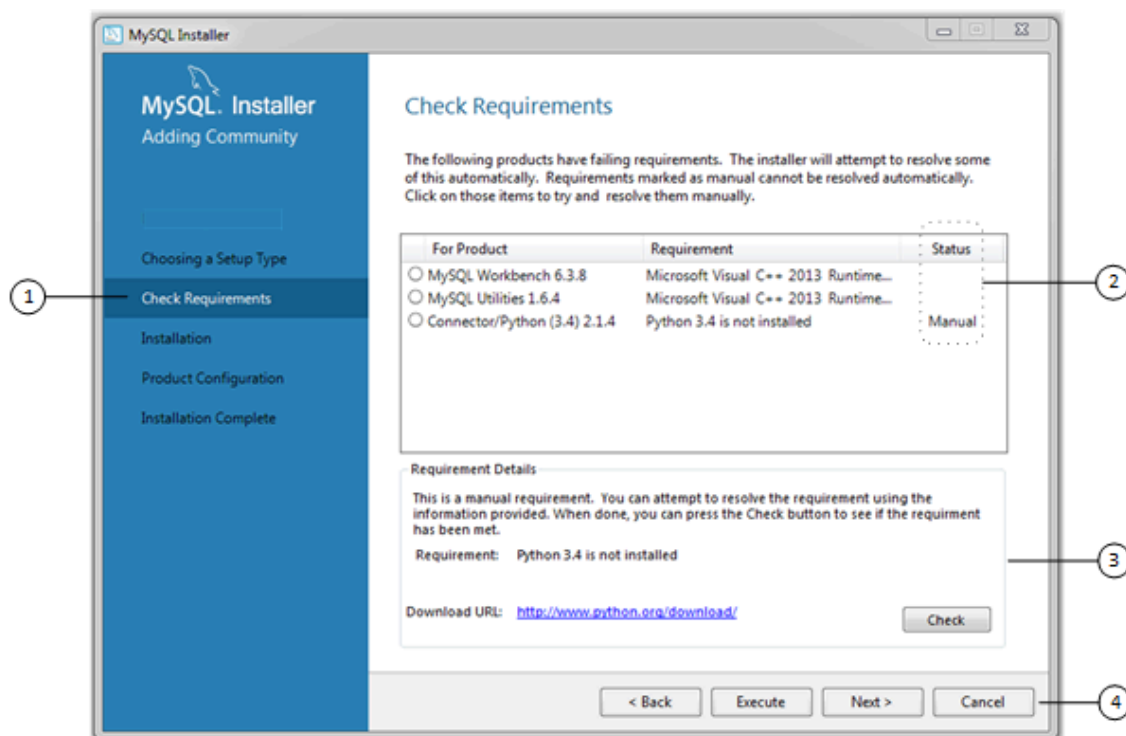 MySQL Installer
MySQL. Installer
Adding Community
Choosing a Setup Type
Check Requirements
Installation
Product Configuration
Installation Complete
Check Requirements
The following products have failing requirements. The installer will attempt to resolve some
of this automatically. Requirements marked as manual cannot be resolved automatically.
Click on those items to try and resolve them manually.
For Product Requirement Status
MySQL Workbench 6.3.8 Microsoft Visual C++ 2013 Runtime...
MySQL Utilities 1.6.4 Microsoft Visual C++ 2013 Runtime...
Connector/Python (3.4) 2.1.4 Python 3.4 is not installed Manual
Requirement Details
This is a manual requirement. You can attempt to resolve the requirement using the
information provided. When done, you can press the Check button to see if the requirment
has been met.
Requirement: Python 3.4 is not installed
Download URL: http://www.python.org/download/
Check
< Back Execute Next > Cancel
1
2
3
4